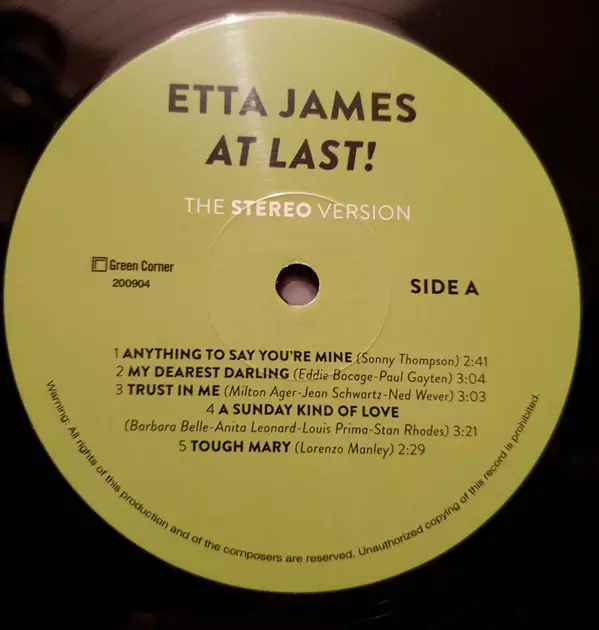 ETTA JAMES
AT LAST!
THE STEREO VERSION
Green Corner
200904
SIDE A
1 ANYTHING TO SAY YOU'RE MINE (Sonny Thompson) 2:41
2 MY DEAREST DARLING (Eddie Bocage-Paul Gayten) 3:04
3 TRUST IN ME (Milton Ager-Jean Schwartz-Ned Wever) 3:03
4 A SUNDAY KIND OF LOVE
(Barbara Belle-Anita Leonard-Louis Prima-Stan Rhodes) 3:21
5 TOUGH MARY (Lorenzo Manley) 2:29
Warning: All rights of this production and of the composers are reserved. Unauthorized copying of this record is prohibited.